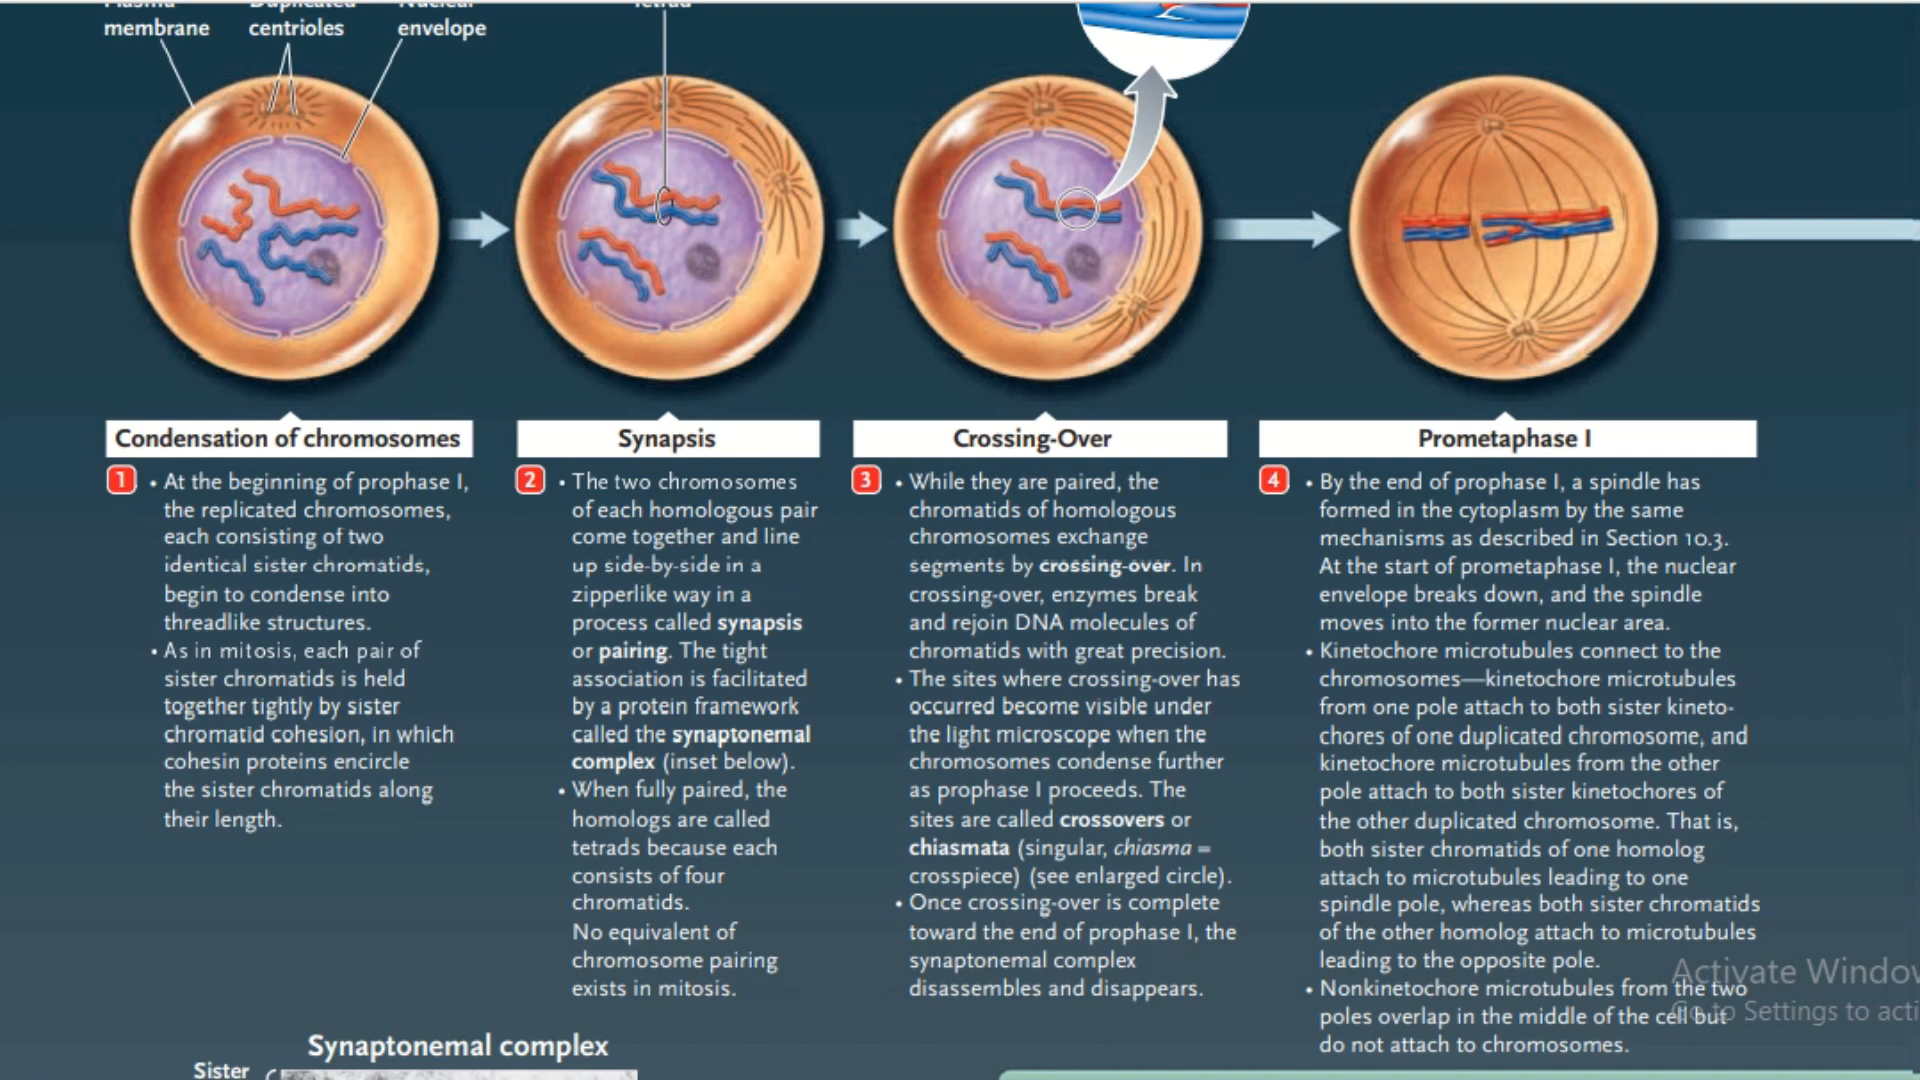 Plasma
membrane
Duplicated
centrioles
Nuclear
envelope
Tetrad
Condensation of chromosomes
1 • At the beginning of prophase I,
the replicated chromosomes,
each consisting of two
identical sister chromatids,
begin to condense into
threadlike structures.
• As in mitosis, each pair of
sister chromatids is held
together tightly by sister
chromatid cohesion, in which
cohesin proteins encircle
the sister chromatids along
their length.
Synapsis
2 • The two chromosomes
of each homologous pair
come together and line
up side-by-side in a
zipperlike way in a
process called synapsis
or pairing. The tight
association is facilitated
by a protein framework
called the synaptonemal
complex (inset below).
• When fully paired, the
homologs are called
tetrads because each
consists of four
chromatids.
No equivalent of
chromosome pairing
exists in mitosis.
Crossing-Over
3 • While they are paired, the
chromatids of homologous
chromosomes exchange
segments by crossing-over. In
crossing-over, enzymes break
and rejoin DNA molecules of
chromatids with great precision.
• The sites where crossing-over has
occurred become visible under
the light microscope when the
chromosomes condense further
as prophase I proceeds. The
sites are called crossovers or
chiasmata (singular, chiasma =
crosspiece) (see enlarged circle).
• Once crossing-over is complete
toward the end of prophase I, the
synaptonemal complex
disassembles and disappears.
Prometaphase I
4 • By the end of prophase I, a spindle has
formed in the cytoplasm by the same
mechanisms as described in Section 10.3.
At the start of prometaphase I, the nuclear
envelope breaks down, and the spindle
moves into the former nuclear area.
• Kinetochore microtubules connect to the
chromosomes—kinetochore microtubules
from one pole attach to both sister kineto-
chores of one duplicated chromosome, and
kinetochore microtubules from the other
pole attach to both sister kinetochores of
the other duplicated chromosome. That is,
both sister chromatids of one homolog
attach to microtubules leading to one
spindle pole, whereas both sister chromatids
of the other homolog attach to microtubules
leading to the opposite pole.
• Nonkinetochore microtubules from the two
poles overlap in the middle of the cell but
do not attach to chromosomes.
Activate Window
Go to Settings to acti
Synaptonemal complex
Sister